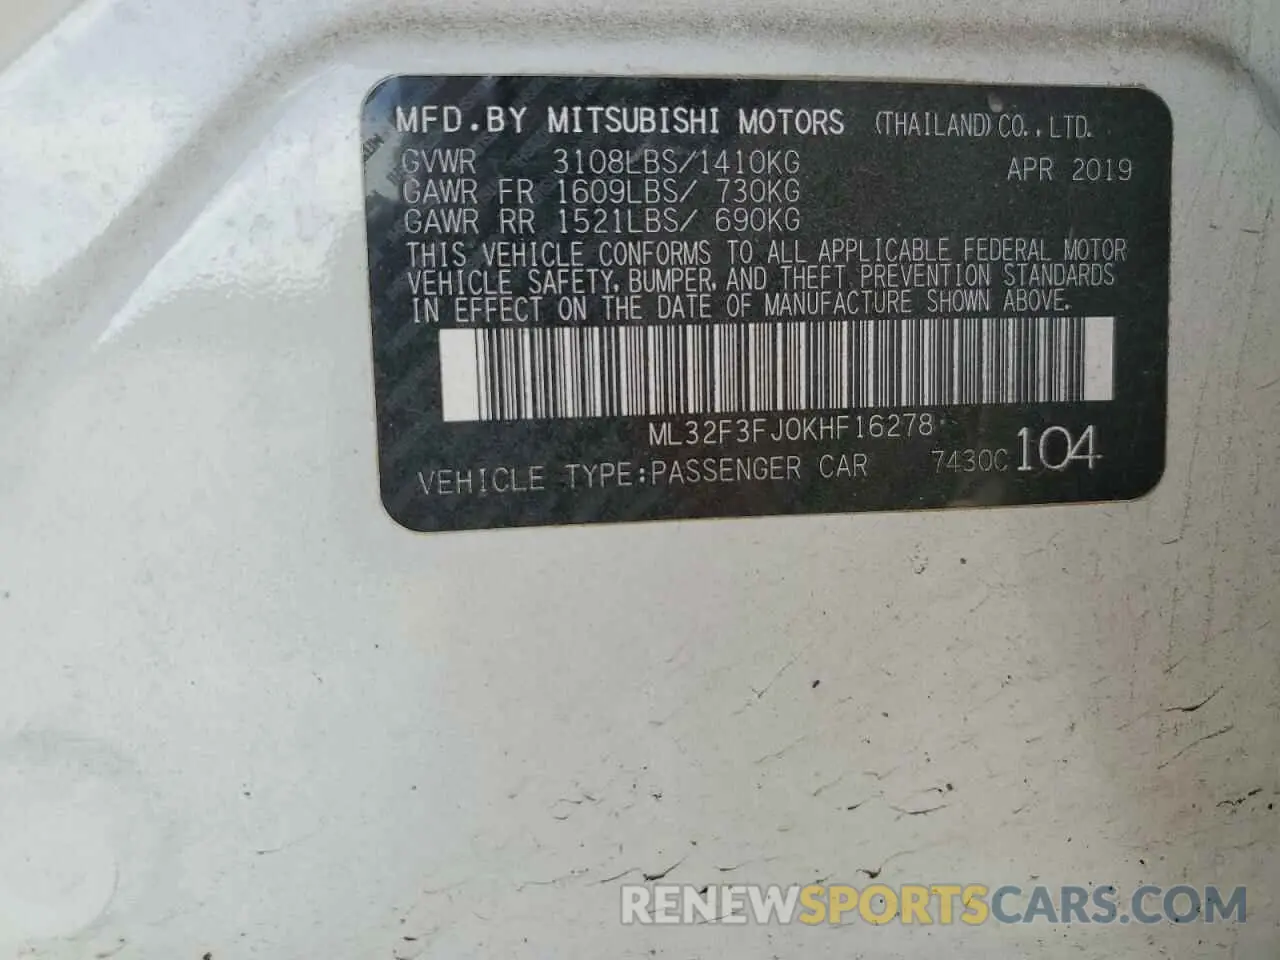 MFD.BY MITSUBISHI MOTORS (THAILAND)CO.,LTD.
GVWR 3108LBS/1410KG APR 2019
GAWR FR 1609LBS/ 730KG
GAWR RR 1521LBS/ 690KG
THIS VEHICLE CONFORMS TO ALL APPLICABLE FEDERAL MOTOR
VEHICLE SAFETY, BUMPER, AND THEFT PREVENTION STANDARDS
IN EFFECT ON THE DATE OF MANUFACTURE SHOWN ABOVE.
ML32F3FJ0KHF16278
VEHICLE TYPE:PASSENGER CAR 7430C 104
RENEWSPORTSCARS.COM